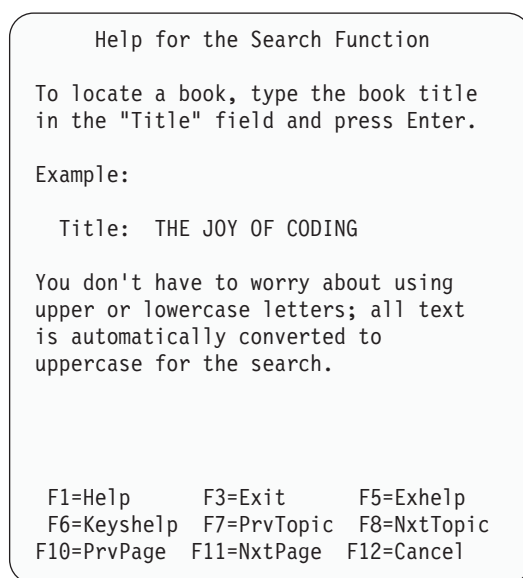 Help for the Search Function
To locate a book, type the book title
in the "Title" field and press Enter.
Example:
Title: THE JOY OF CODING
You don't have to worry about using
upper or lowercase letters; all text
is automatically converted to
uppercase for the search.
F1=Help F3=Exit F5=Exhelp
F6=Keyshelp F7=PrvTopic F8=NxtTopic
F10=PrvPage F11=NxtPage F12=Cancel